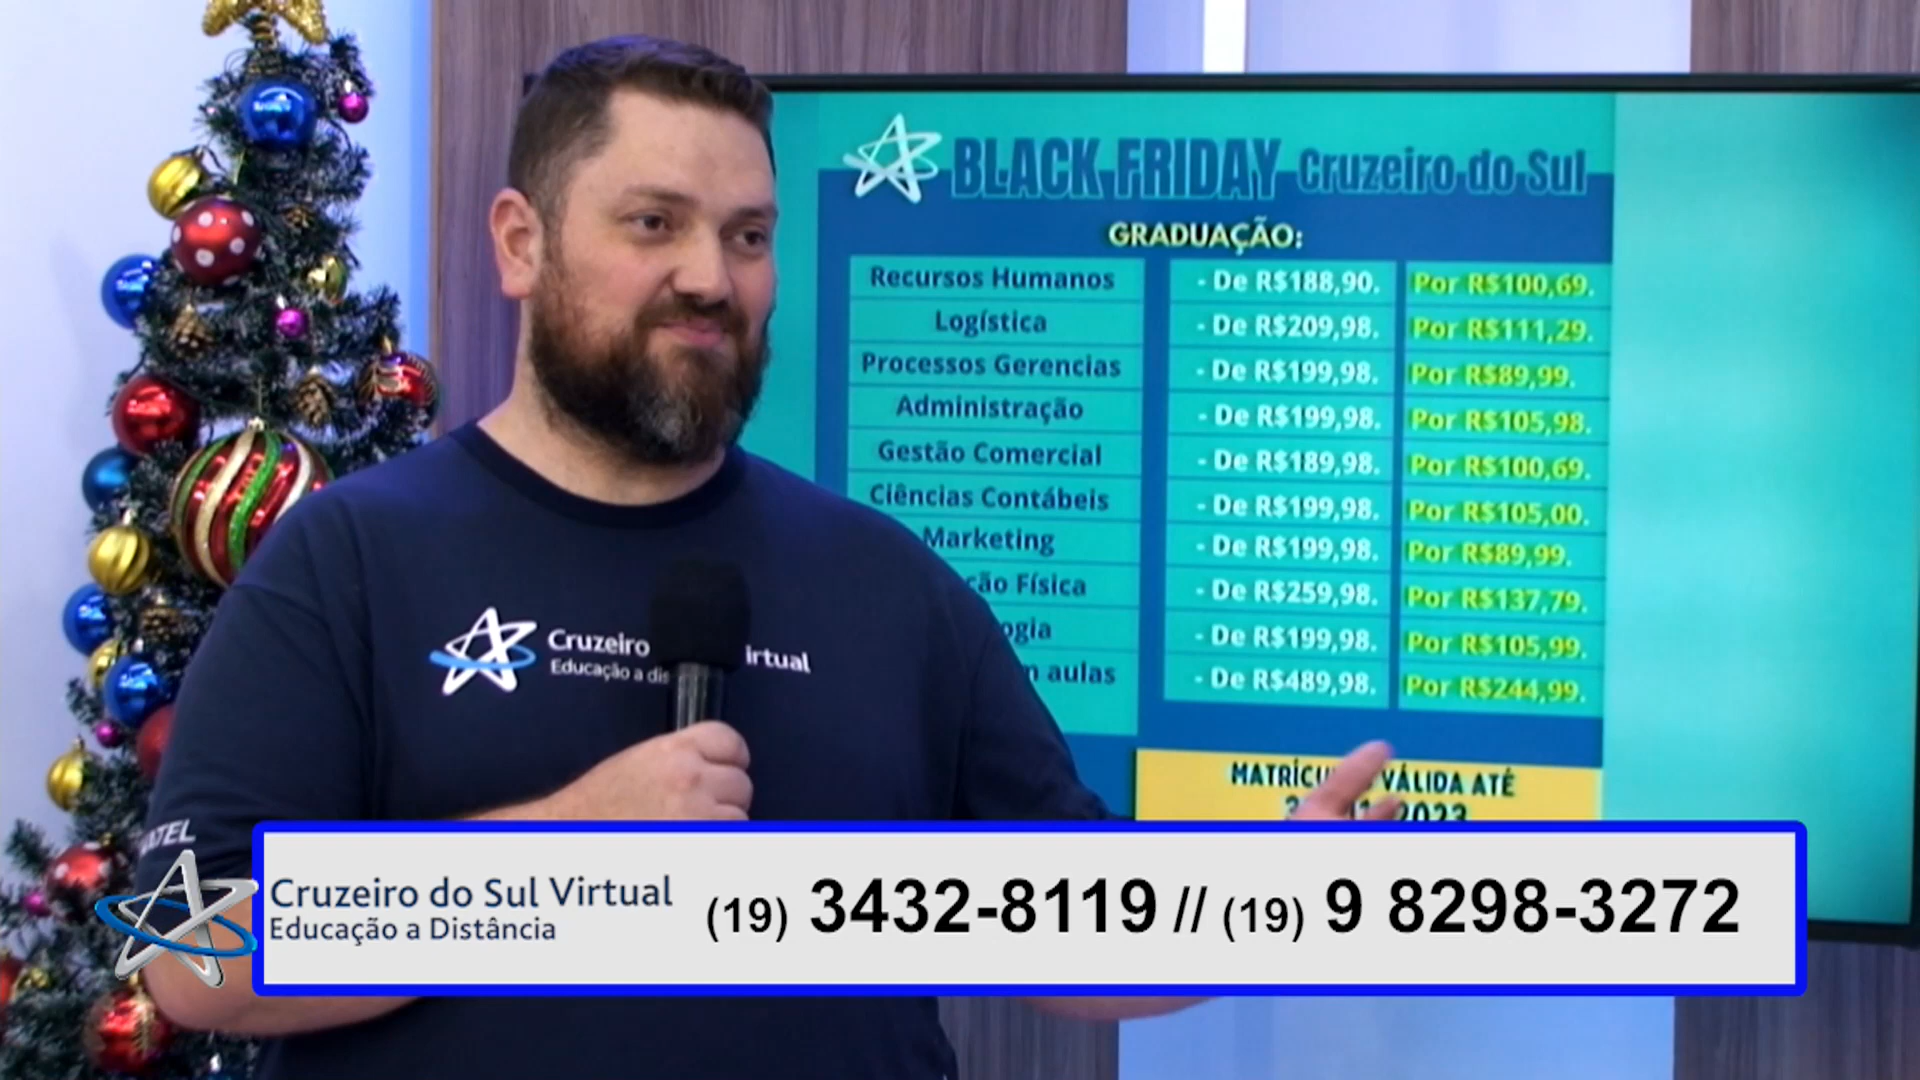 BLACK FRIDAY Cruzeiro do Sul
GRADUAÇÃO:
Recursos Humanos - De R$188,90. Por R$100,69.
Logística - De R$209,98. Por R$111,29.
Processos Gerencias - De R$199,98. Por R$89,99.
Administração - De R$199,98. Por R$105,98.
Gestão Comercial - De R$189,98. Por R$100,69.
Ciências Contábeis - De R$199,98. Por R$105,00.
Marketing - De R$199,98. Por R$89,99.
Física - De R$259,98. Por R$137,79.
- De R$199,98. Por R$105,99.
aulas - De R$489,98. Por R$244,99.
VÁLIDA ATÉ
2023
Cruzeiro
Educação a
Cruzeiro do Sul Virtual
Educação a Distância
(19) 3432-8119 // (19) 9 8298-3272